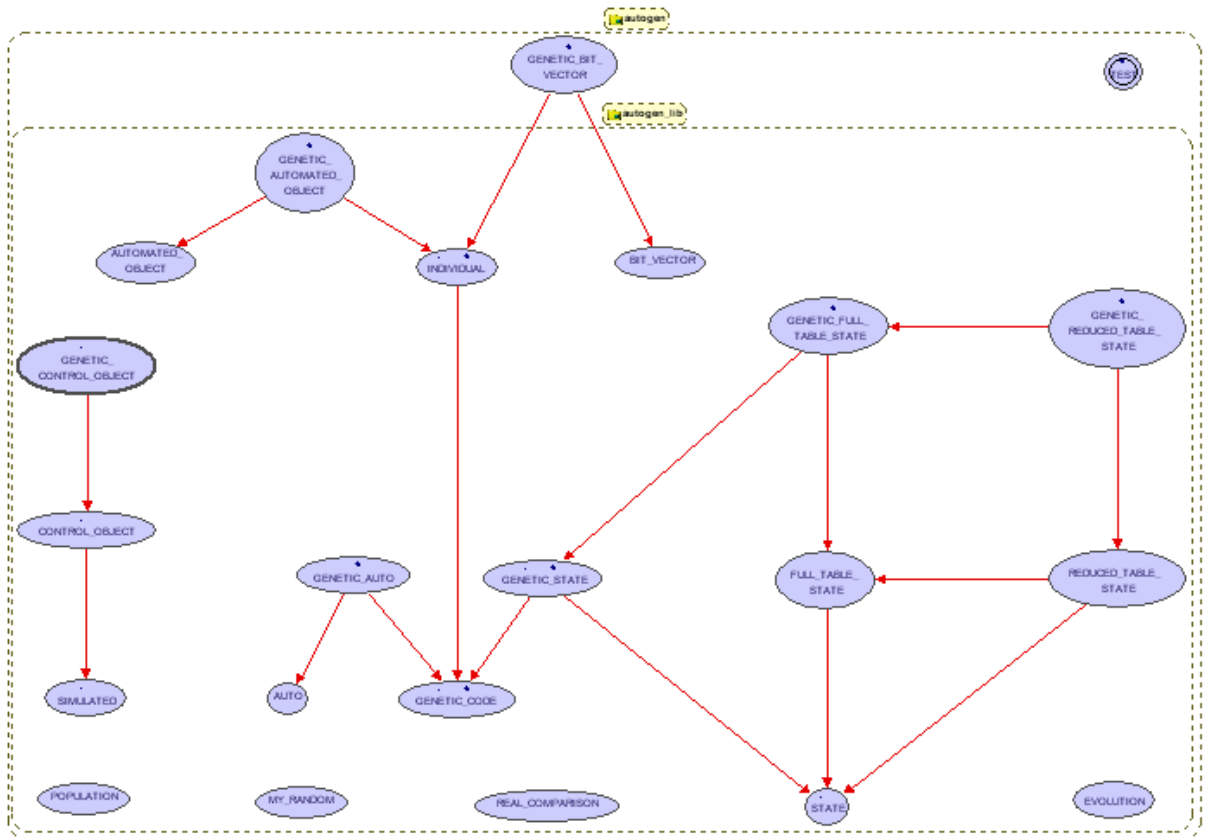 autogen
GENETIC_BIT_
VECTOR
TEST
autogen_lib
GENETIC_
AUTOMATED_
OBJECT
AUTOMATED_
OBJECT
INDIVIDUAL
BIT_VECTOR
GENETIC_FULL_
TABLE_STATE
GENETIC_
REDUCED_TABLE_
STATE
GENETIC_
CONTROL_OBJECT
CONTROL_OBJECT
GENETIC_AUTO
GENETIC_STATE
FULL_TABLE_
STATE
REDUCED_TABLE_
STATE
SIMULATED
AUTO
GENETIC_CODE
POPULATION
MY_RANDOM
REAL_COMPARISON
STATE
EVOLUTION